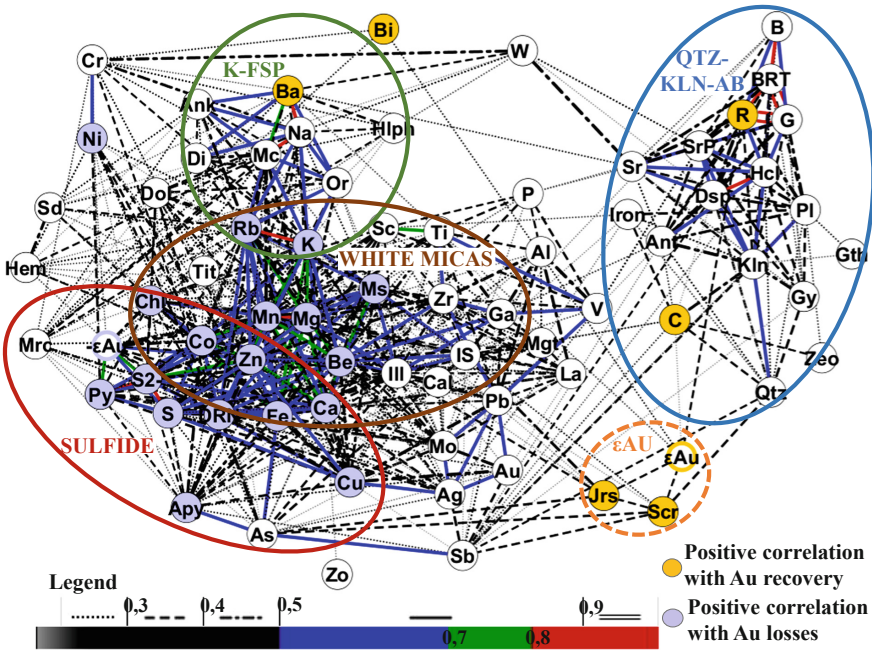 Bi
B
Cr
W
K-FSP
QTZ-
KLN-AB
BRT
Ba
Ank
R
G
Ni
Na
Hlph
Di
Mc
SrP
Sr
Hcl
Or
Dol
P
Dsp
Sd
Iron
Pl
Rb
Sc
Ti
K
Ant
Al
Gth
Hem
WHITE MICAS
Tit
Kln
Chl
Ms
Zr
Gy
Ga
V
Mn
Mg
C
Mrc
-εAu
Co
IS
Mgt
Zeo
Zn
Be
Ill
La
S2-
Cal
Py
Qtz
Pb
S
DRI
Fe
Ca
SULFIDE
Mo
εAU
εAu
Au
Cu
Jrs
Ag
Apy
Scr
As
Sb
Zo
Positive correlation
with Au recovery
Legend
Positive correlation
with Au losses
0,3
0,4
0,5
0,9
0,7
0,8